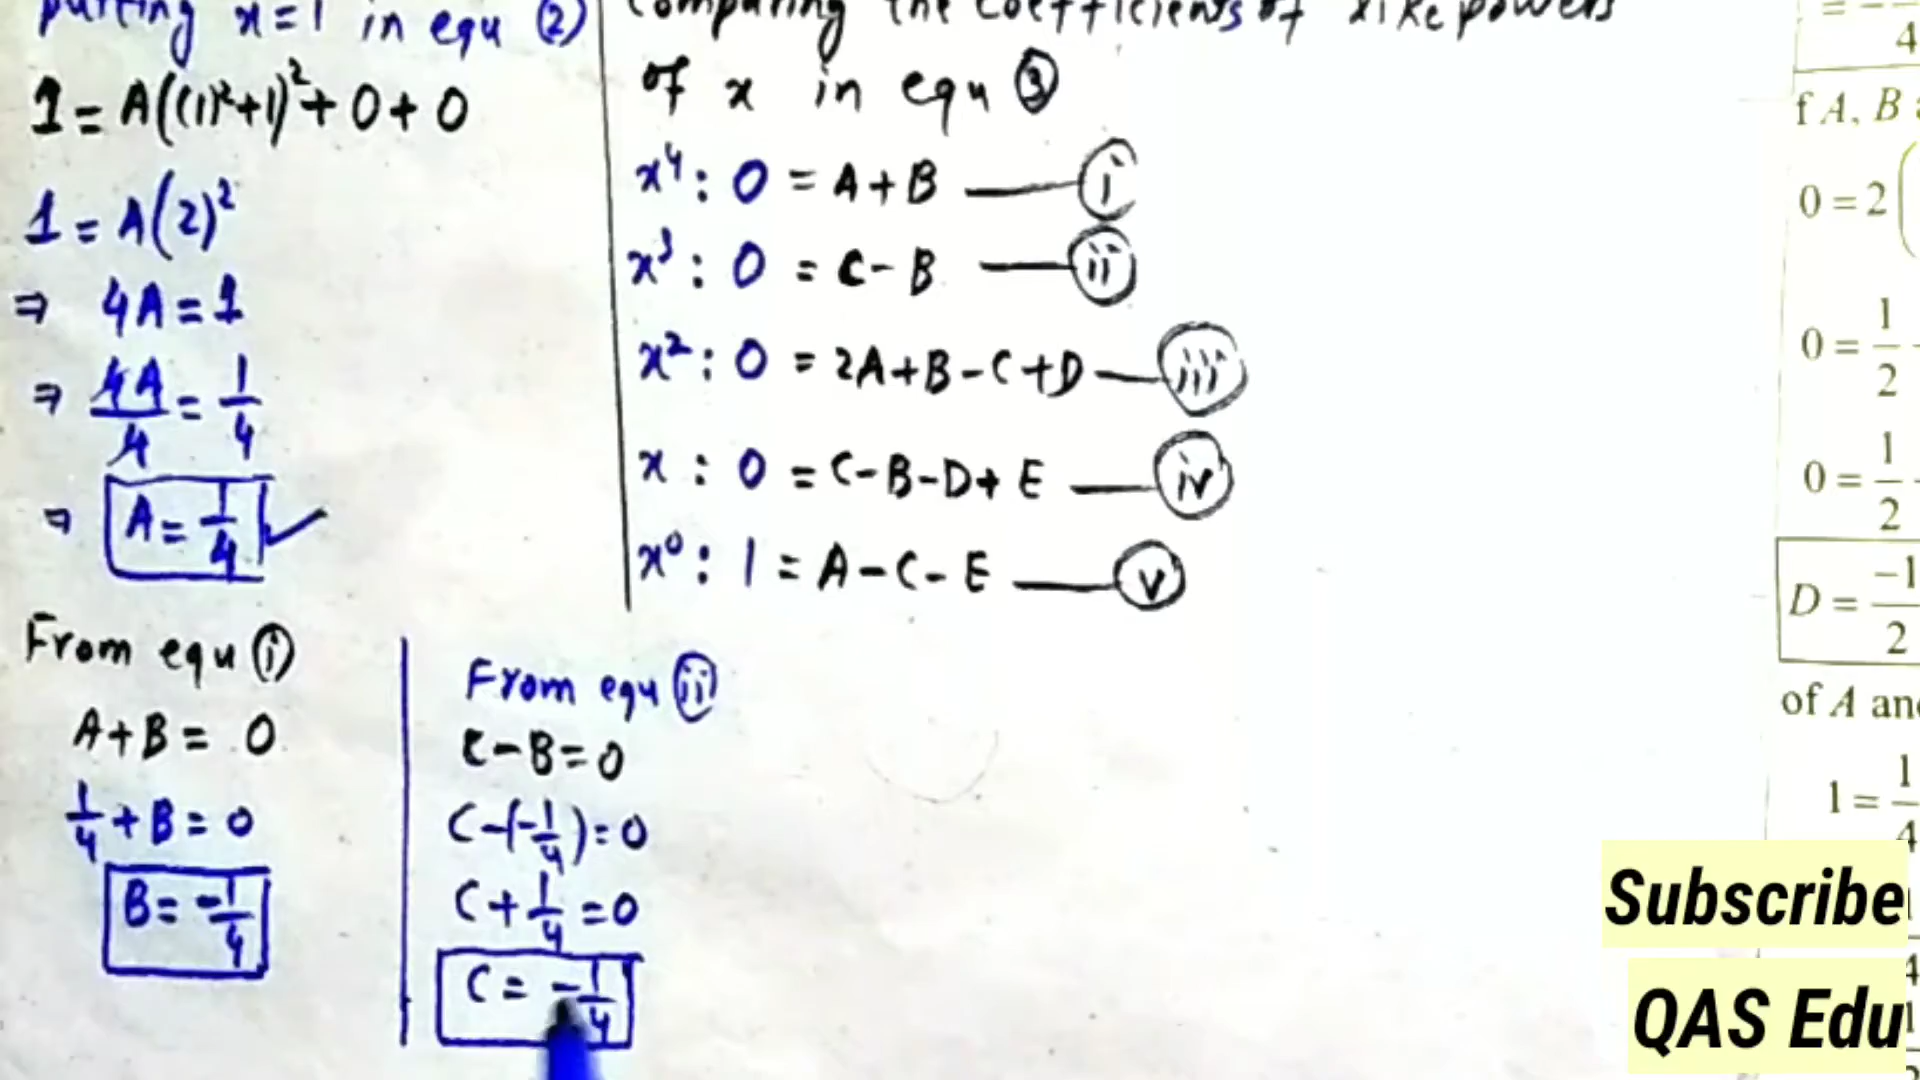 putting x=1 in equ (2)
1 = A((1)²+1)² + 0 + 0
1 = A(2)²
⇒ 4A = 1
⇒ 4A/4 = 1/4
⇒ A = 1/4 ✓
comparing the coefficients of like powers
of x in equ (3)
x⁴ : 0 = A + B — (i)
x³ : 0 = C - B — (ii)
x² : 0 = 2A + B - C + D — (iii)
x : 0 = C - B - D + E — (iv)
x⁰ : 1 = A - C - E — (v)
From equ (i)
A + B = 0
1/4 + B = 0
B = -1/4
From equ (ii)
C - B = 0
C - (-1/4) = 0
C + 1/4 = 0
C = -1/4
4
f A, B
0 = 2(
0 = 1/2
0 = 1/2
D = -1/2
of A an
1 = 1/4
Subscribe
QAS Edu